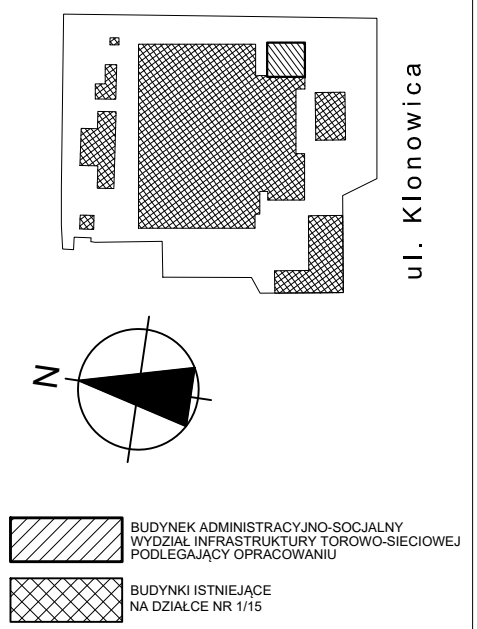 ul. Klonowica
N
BUDYNEK ADMINISTRACYJNO-SOCJALNY
WYDZIAŁ INFRASTRUKTURY TOROWO-SIECIOWEJ
PODLEGAJĄCY OPRACOWANIU
BUDYNKI ISTNIEJĄCE
NA DZIAŁCE NR 1/15